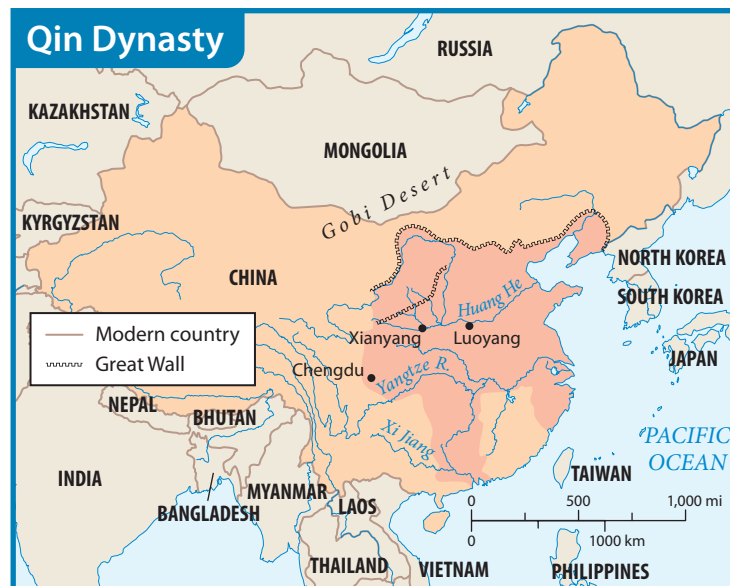 Qin Dynasty
RUSSIA
KAZAKHSTAN
MONGOLIA
Gobi Desert
KYRGYZSTAN
NORTH KOREA
CHINA
SOUTH KOREA
Huang He
Modern country
Great Wall
Xianyang
Luoyang
JAPAN
Chengdu
Yangtze R.
NEPAL
BHUTAN
Xi Jiang
PACIFIC
OCEAN
INDIA
TAIWAN
MYANMAR
BANGLADESH
LAOS
0 500 1,000 mi
0 1000 km
THAILAND
VIETNAM
PHILIPPINES